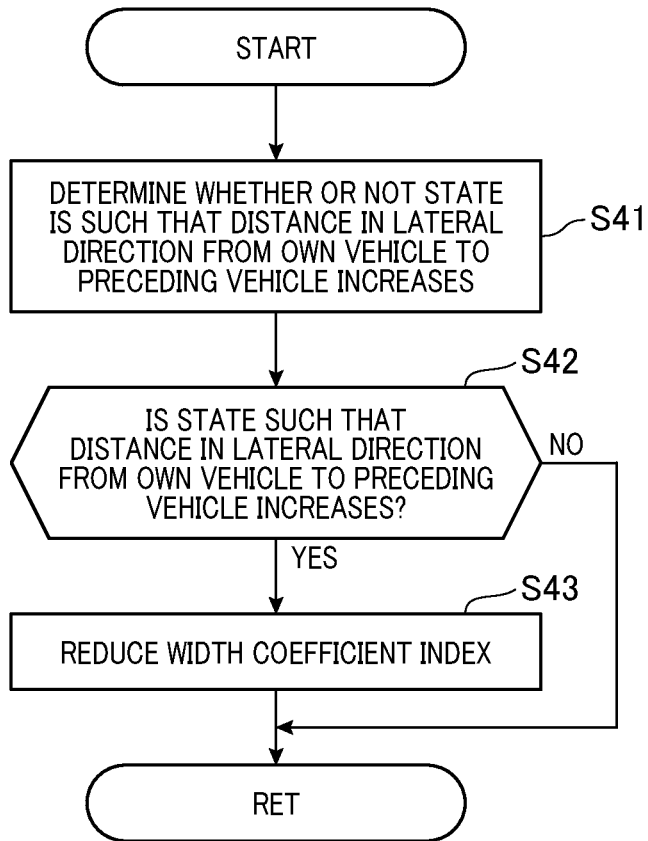 START
DETERMINE WHETHER OR NOT STATE
IS SUCH THAT DISTANCE IN LATERAL
DIRECTION FROM OWN VEHICLE TO
PRECEDING VEHICLE INCREASES
S41
S42
IS STATE SUCH THAT
DISTANCE IN LATERAL DIRECTION
FROM OWN VEHICLE TO PRECEDING
VEHICLE INCREASES?
NO
YES
S43
REDUCE WIDTH COEFFICIENT INDEX
RET